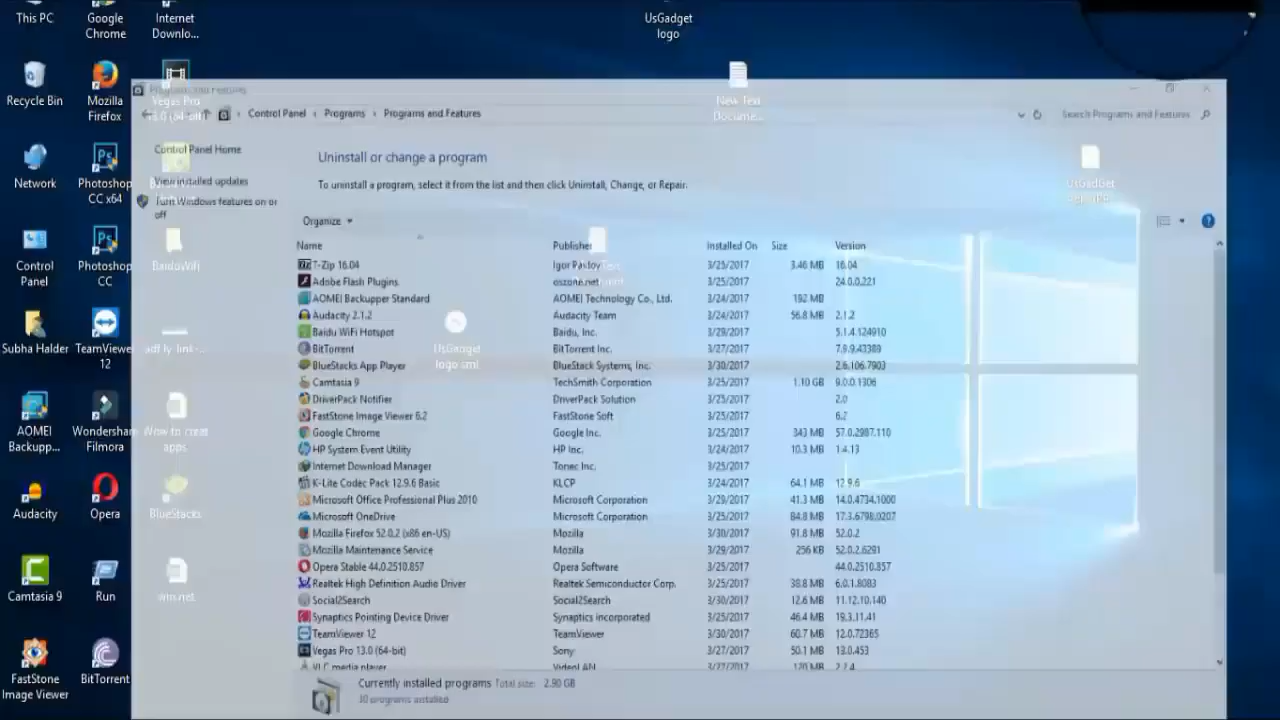 This PC
Google Chrome
Internet Downlo...
UsGadget logo
Recycle Bin
Mozilla Firefox
Vegas Pro 13.0 (64-bit)
New Text Docume...
Programs and Features
Control Panel
Programs
Programs and Features
Search Programs and Features
Control Panel Home
View installed updates
Turn Windows features on or off
Uninstall or change a program
To uninstall a program, select it from the list and then click Uninstall, Change, or Repair.
Network
Photoshop CC x64
UsGadGet
Organize
Name Publisher Installed On Size Version
7-Zip 16.04 Igor Pavlov 3/25/2017 3.46 MB 16.04
Adobe Flash Plugins oszone.net 3/25/2017 24.0.0.221
AOMEI Backupper Standard AOMEI Technology Co., Ltd. 3/24/2017 192 MB
Audacity 2.1.2 Audacity Team 3/24/2017 56.8 MB 2.1.2
Baidu WiFi Hotspot Baidu, Inc. 3/29/2017 5.1.4.124910
BitTorrent BitTorrent Inc. 3/27/2017 7.9.9.43389
BlueStacks App Player BlueStack Systems, Inc. 3/30/2017 2.6.106.7903
Camtasia 9 TechSmith Corporation 3/25/2017 1.10 GB 9.0.0.1306
DriverPack Notifier DriverPack Solution 3/25/2017 2.0
FastStone Image Viewer 6.2 FastStone Soft 3/25/2017 6.2
Google Chrome Google Inc. 3/25/2017 343 MB 57.0.2987.110
HP System Event Utility HP Inc. 3/24/2017 10.3 MB 1.4.13
Internet Download Manager Tonec Inc. 3/25/2017
K-Lite Codec Pack 12.9.6 Basic KLCP 3/24/2017 64.1 MB 12.9.6
Microsoft Office Professional Plus 2010 Microsoft Corporation 3/29/2017 41.3 MB 14.0.4734.1000
Microsoft OneDrive Microsoft Corporation 3/25/2017 84.8 MB 17.3.6798.0207
Mozilla Firefox 52.0.2 (x86 en-US) Mozilla 3/30/2017 91.8 MB 52.0.2
Mozilla Maintenance Service Mozilla 3/29/2017 256 KB 52.0.2.6291
Opera Stable 44.0.2510.857 Opera Software 3/25/2017 44.0.2510.857
Realtek High Definition Audio Driver Realtek Semiconductor Corp. 3/25/2017 38.8 MB 6.0.1.8083
Social2Search Social2Search 3/30/2017 12.6 MB 11.12.10.140
Synaptics Pointing Device Driver Synaptics Incorporated 3/25/2017 46.4 MB 19.3.11.41
TeamViewer 12 TeamViewer 3/30/2017 60.7 MB 12.0.72365
Vegas Pro 13.0 (64-bit) Sony 3/27/2017 50.1 MB 13.0.453
VLC media player VideoLAN 3/27/2017 120 MB 2.2.4
Currently installed programs Total size: 2.90 GB
30 programs installed
Control Panel
Photoshop CC
BaiduWifi
Subha Halder
TeamViewer 12
adf ly link-...
UsGadget logo sml
AOMEI Backupp...
Wondershare Filmora
How to creat apps
Audacity
Opera
BlueStacks
Camtasia 9
Run
FastStone Image Viewer
BitTorrent